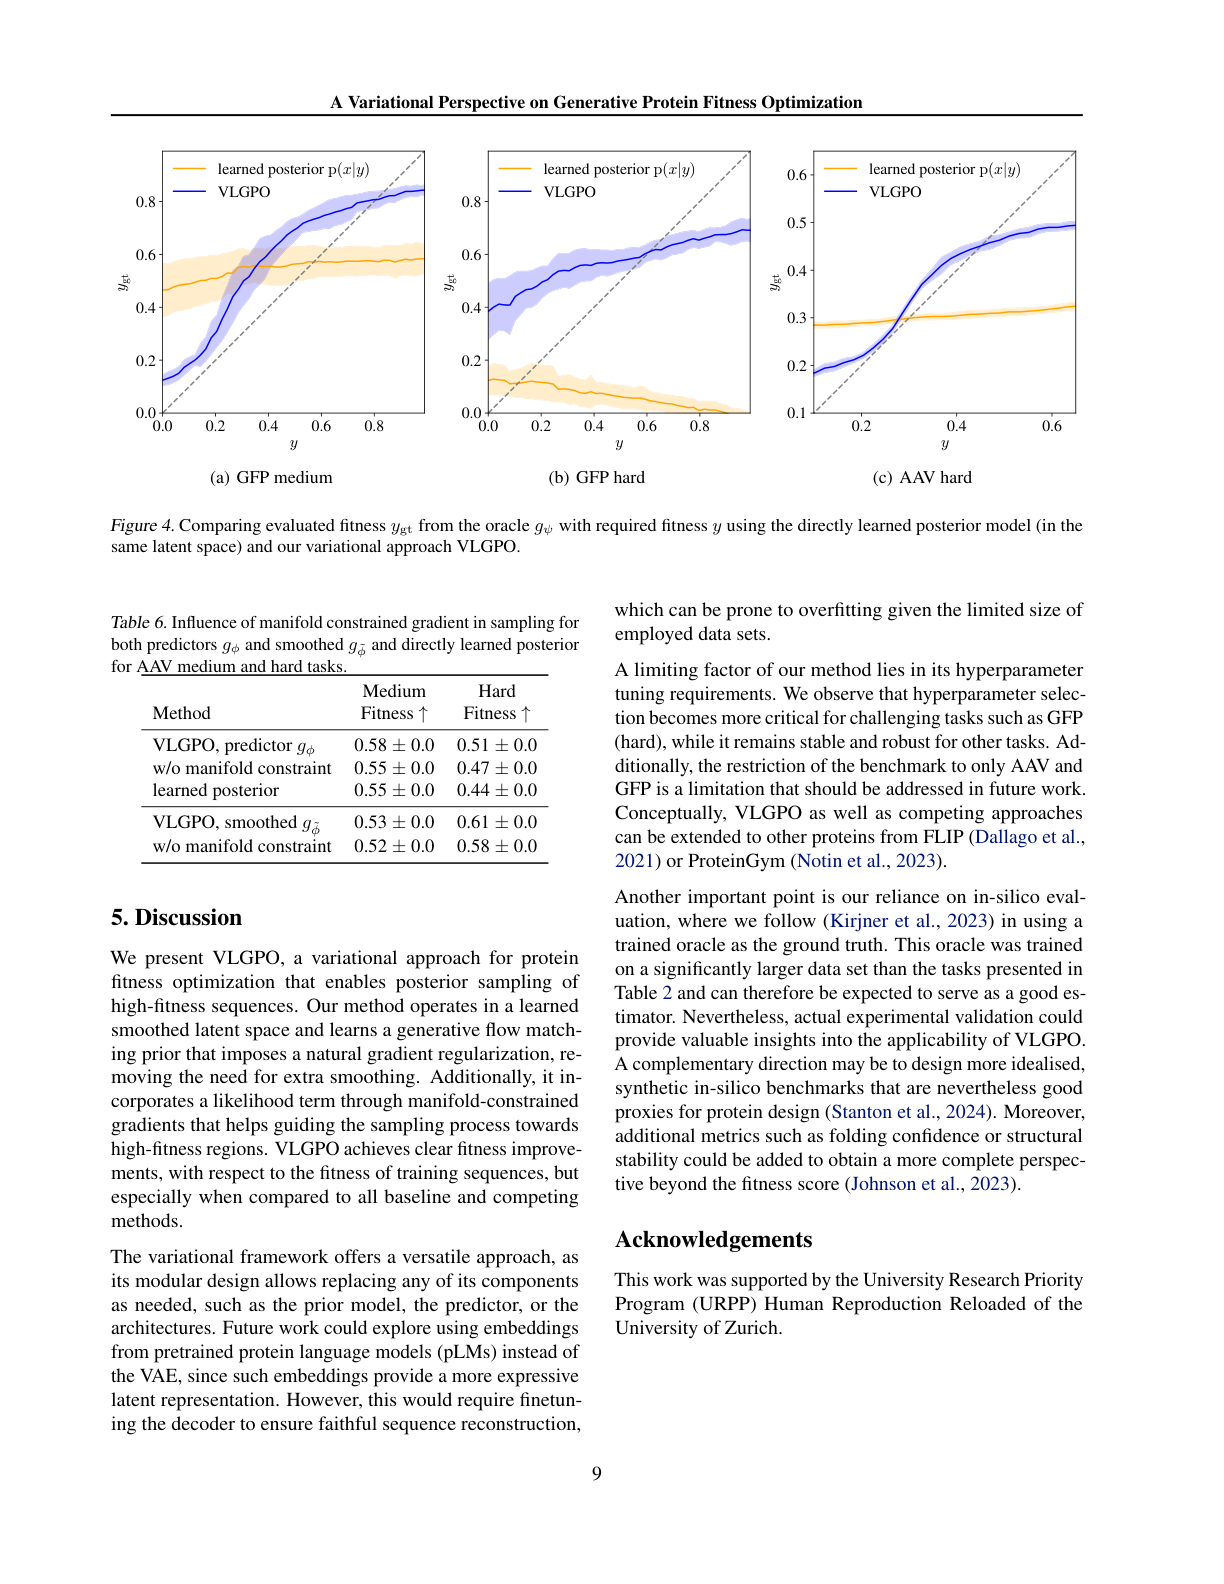 A Variational Perspective on Generative Protein Fitness Optimization
learned posterior p(x|y)
VLGPO
0.8
0.6
0.4
0.2
0.0
y_gt
0.0 0.2 0.4 0.6 0.8
y
(a) GFP medium
learned posterior p(x|y)
VLGPO
0.8
0.6
0.4
0.2
0.0
y_gt
0.0 0.2 0.4 0.6 0.8
y
(b) GFP hard
learned posterior p(x|y)
VLGPO
0.6
0.5
0.4
0.3
0.2
0.1
y_gt
0.2 0.4 0.6
y
(c) AAV hard
Figure 4. Comparing evaluated fitness y_gt from the oracle g_ψ with required fitness y using the directly learned posterior model (in the
same latent space) and our variational approach VLGPO.
Table 6. Influence of manifold constrained gradient in sampling for
both predictors g_ϕ and smoothed g_ϕ̃ and directly learned posterior
for AAV medium and hard tasks.
Medium Hard
Method Fitness ↑ Fitness ↑
VLGPO, predictor g_ϕ 0.58 ± 0.0 0.51 ± 0.0
w/o manifold constraint 0.55 ± 0.0 0.47 ± 0.0
learned posterior 0.55 ± 0.0 0.44 ± 0.0
VLGPO, smoothed g_ϕ̃ 0.53 ± 0.0 0.61 ± 0.0
w/o manifold constraint 0.52 ± 0.0 0.58 ± 0.0
5. Discussion
We present VLGPO, a variational approach for protein
fitness optimization that enables posterior sampling of
high-fitness sequences. Our method operates in a learned
smoothed latent space and learns a generative flow match-
ing prior that imposes a natural gradient regularization, re-
moving the need for extra smoothing. Additionally, it in-
corporates a likelihood term through manifold-constrained
gradients that helps guiding the sampling process towards
high-fitness regions. VLGPO achieves clear fitness improve-
ments, with respect to the fitness of training sequences, but
especially when compared to all baseline and competing
methods.
The variational framework offers a versatile approach, as
its modular design allows replacing any of its components
as needed, such as the prior model, the predictor, or the
architectures. Future work could explore using embeddings
from pretrained protein language models (pLMs) instead of
the VAE, since such embeddings provide a more expressive
latent representation. However, this would require finetun-
ing the decoder to ensure faithful sequence reconstruction,
which can be prone to overfitting given the limited size of
employed data sets.
A limiting factor of our method lies in its hyperparameter
tuning requirements. We observe that hyperparameter selec-
tion becomes more critical for challenging tasks such as GFP
(hard), while it remains stable and robust for other tasks. Ad-
ditionally, the restriction of the benchmark to only AAV and
GFP is a limitation that should be addressed in future work.
Conceptually, VLGPO as well as competing approaches
can be extended to other proteins from FLIP (Dallago et al.,
2021) or ProteinGym (Notin et al., 2023).
Another important point is our reliance on in-silico eval-
uation, where we follow (Kirjner et al., 2023) in using a
trained oracle as the ground truth. This oracle was trained
on a significantly larger data set than the tasks presented in
Table 2 and can therefore be expected to serve as a good es-
timator. Nevertheless, actual experimental validation could
provide valuable insights into the applicability of VLGPO.
A complementary direction may be to design more idealised,
synthetic in-silico benchmarks that are nevertheless good
proxies for protein design (Stanton et al., 2024). Moreover,
additional metrics such as folding confidence or structural
stability could be added to obtain a more complete perspec-
tive beyond the fitness score (Johnson et al., 2023).
Acknowledgements
This work was supported by the University Research Priority
Program (URPP) Human Reproduction Reloaded of the
University of Zurich.
9